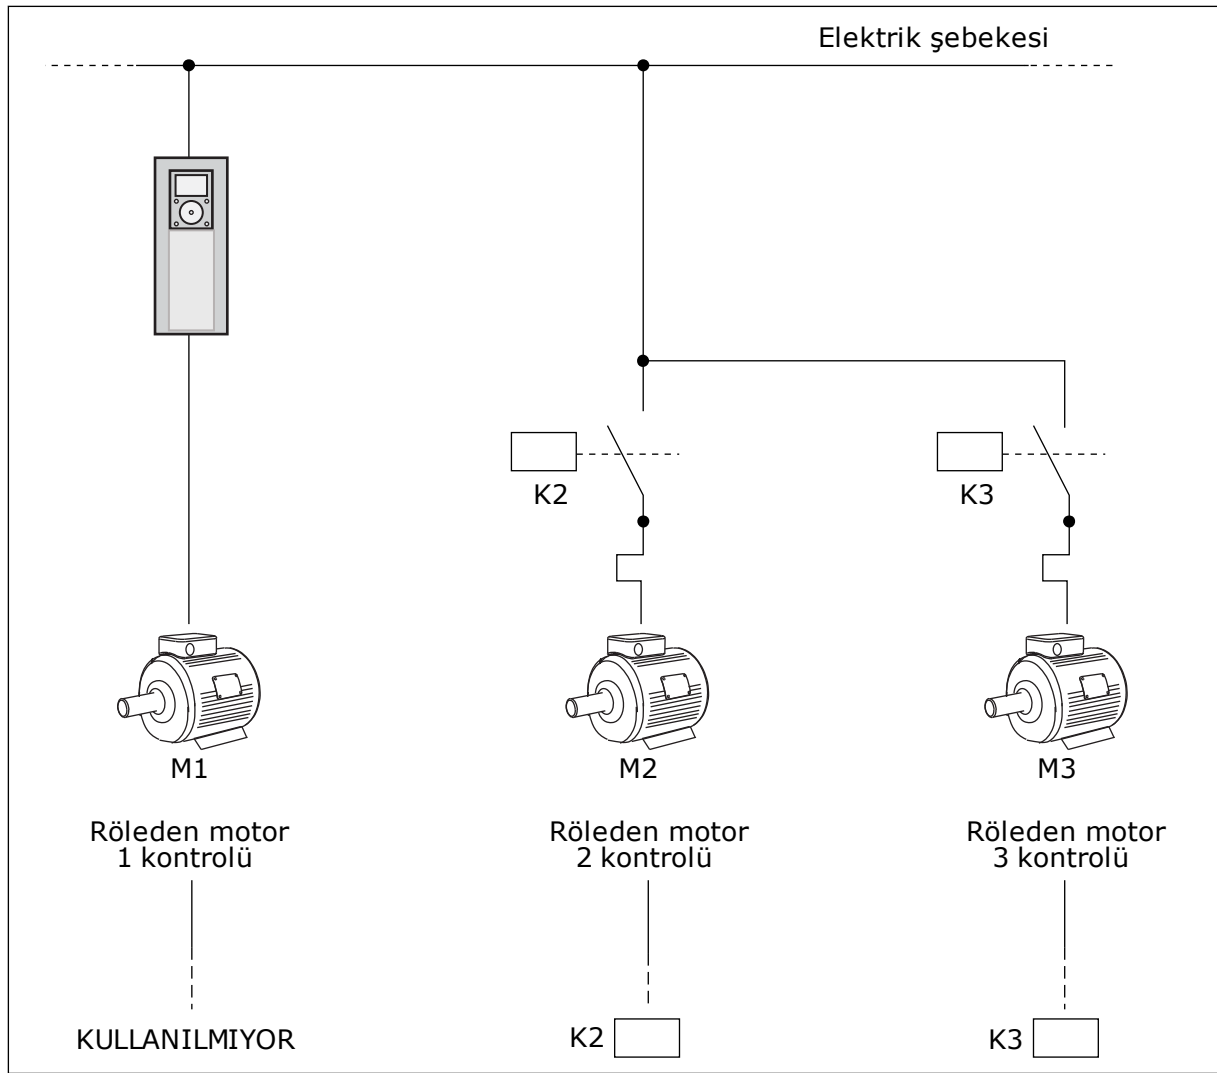 Elektrik şebekesi
K2
K3
M1
M2
M3
Röleden motor
1 kontrolü
Röleden motor
2 kontrolü
Röleden motor
3 kontrolü
KULLANILMIYOR
K2
K3